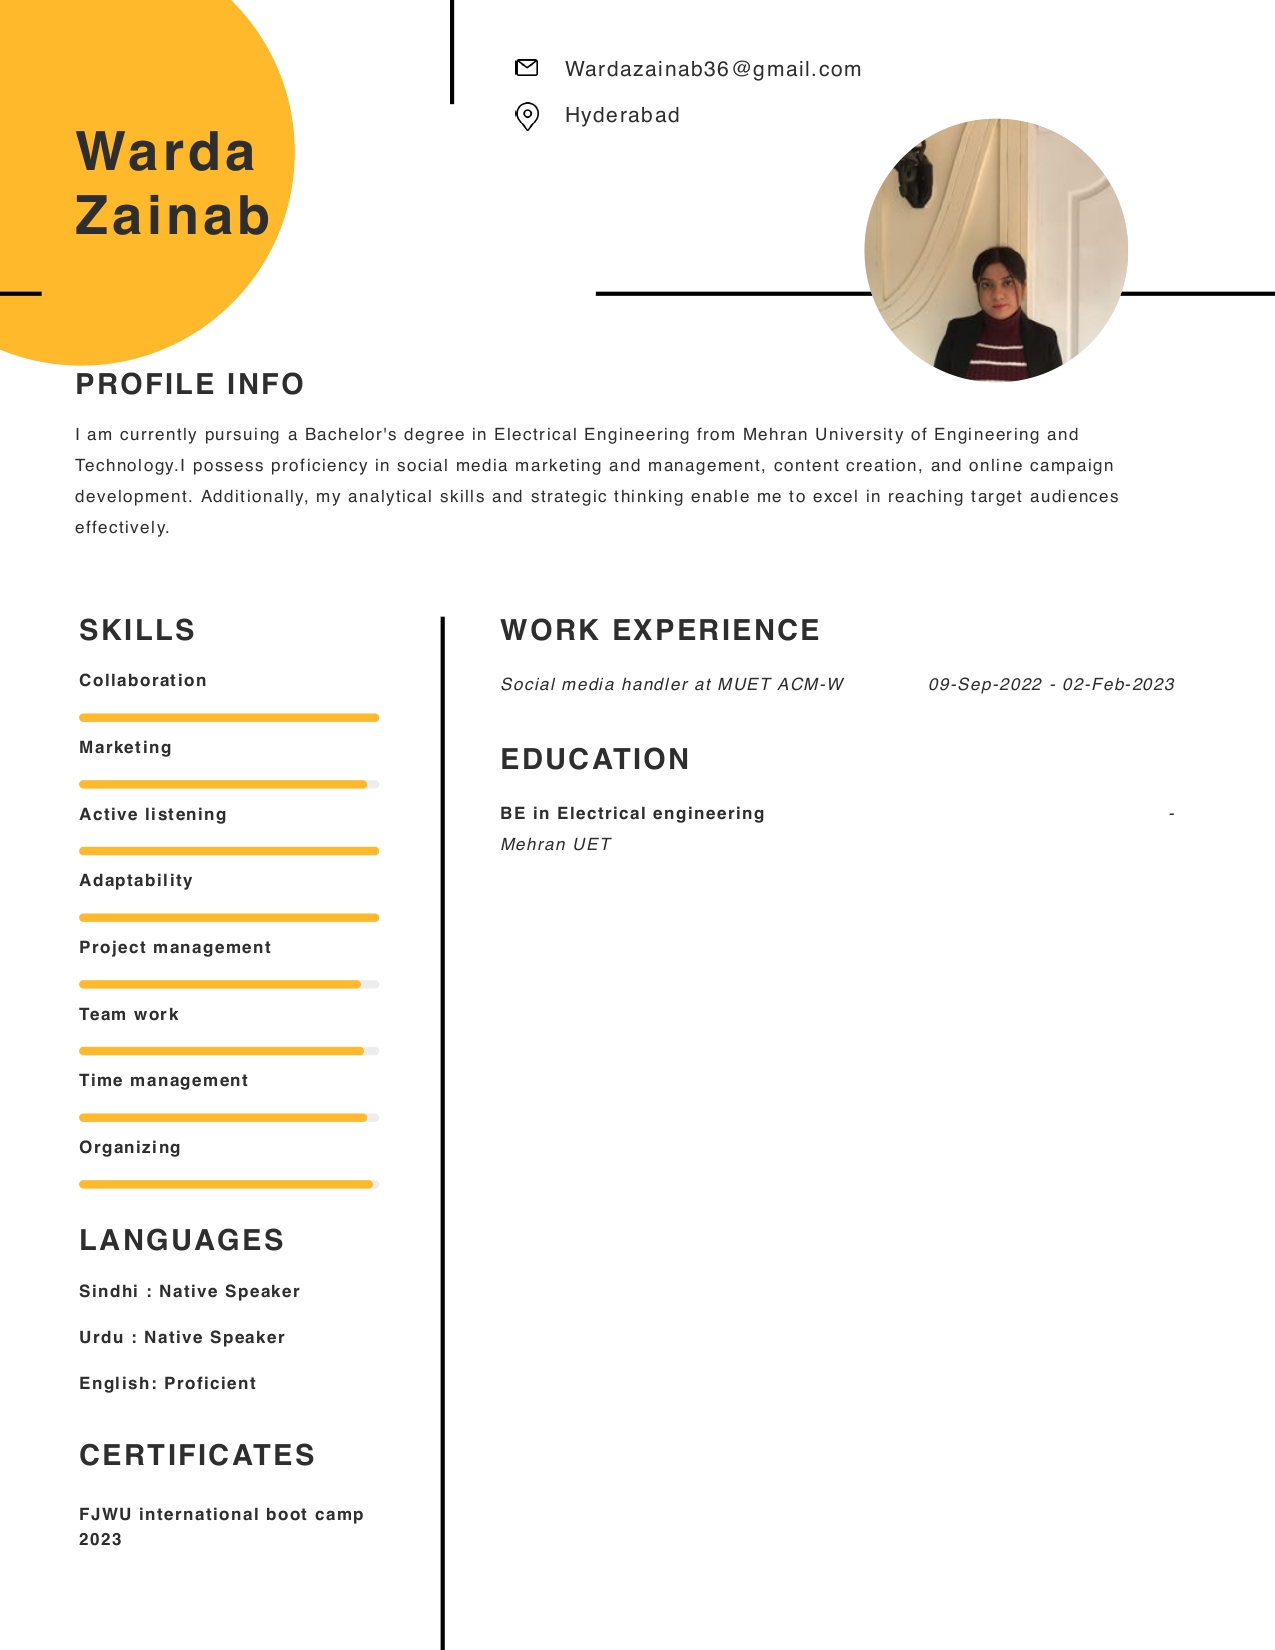 Warda
Zainab
Wardazainab36@gmail.com
Hyderabad
PROFILE INFO
I am currently pursuing a Bachelor's degree in Electrical Engineering from Mehran University of Engineering and
Technology.I possess proficiency in social media marketing and management, content creation, and online campaign
development. Additionally, my analytical skills and strategic thinking enable me to excel in reaching target audiences
effectively.
SKILLS
Collaboration
Marketing
Active listening
Adaptability
Project management
Team work
Time management
Organizing
LANGUAGES
Sindhi : Native Speaker
Urdu : Native Speaker
English: Proficient
CERTIFICATES
FJWU international boot camp
2023
WORK EXPERIENCE
Social media handler at MUET ACM-W 09-Sep-2022 - 02-Feb-2023
EDUCATION
BE in Electrical engineering -
Mehran UET